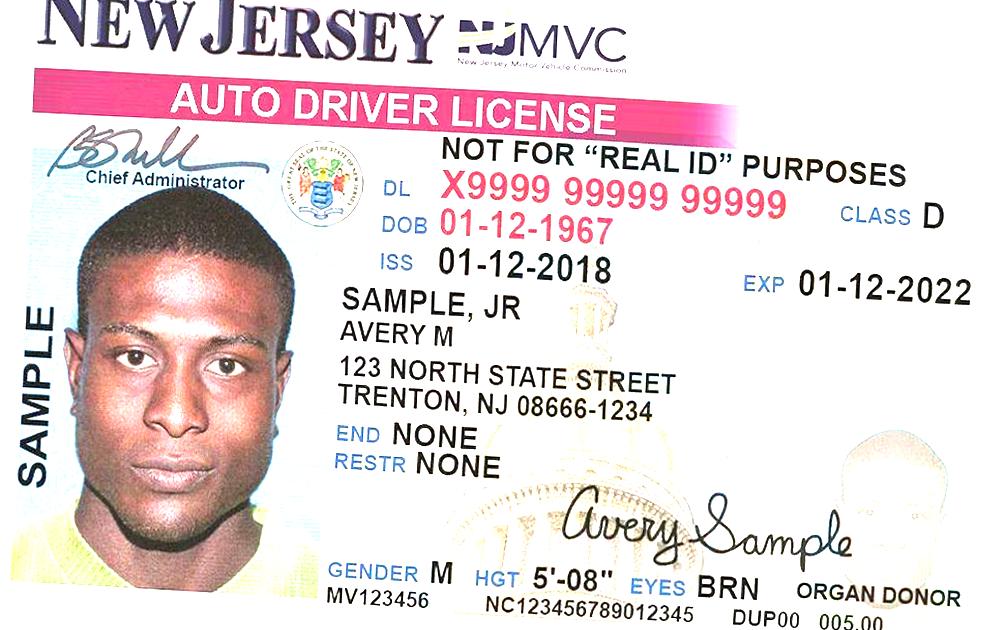 NEW JERSEY NJMVC
New Jersey Motor Vehicle Commission
AUTO DRIVER LICENSE
Chief Administrator
NOT FOR “REAL ID” PURPOSES
DL X9999 99999 99999 CLASS D
DOB 01-12-1967
ISS 01-12-2018 EXP 01-12-2022
SAMPLE, JR
AVERY M
123 NORTH STATE STREET
TRENTON, NJ 08666-1234
END NONE
RESTR NONE
SAMPLE
Avery Sample
GENDER M HGT 5'-08" EYES BRN ORGAN DONOR
MV123456 NC123456789012345 DUP00 005.00